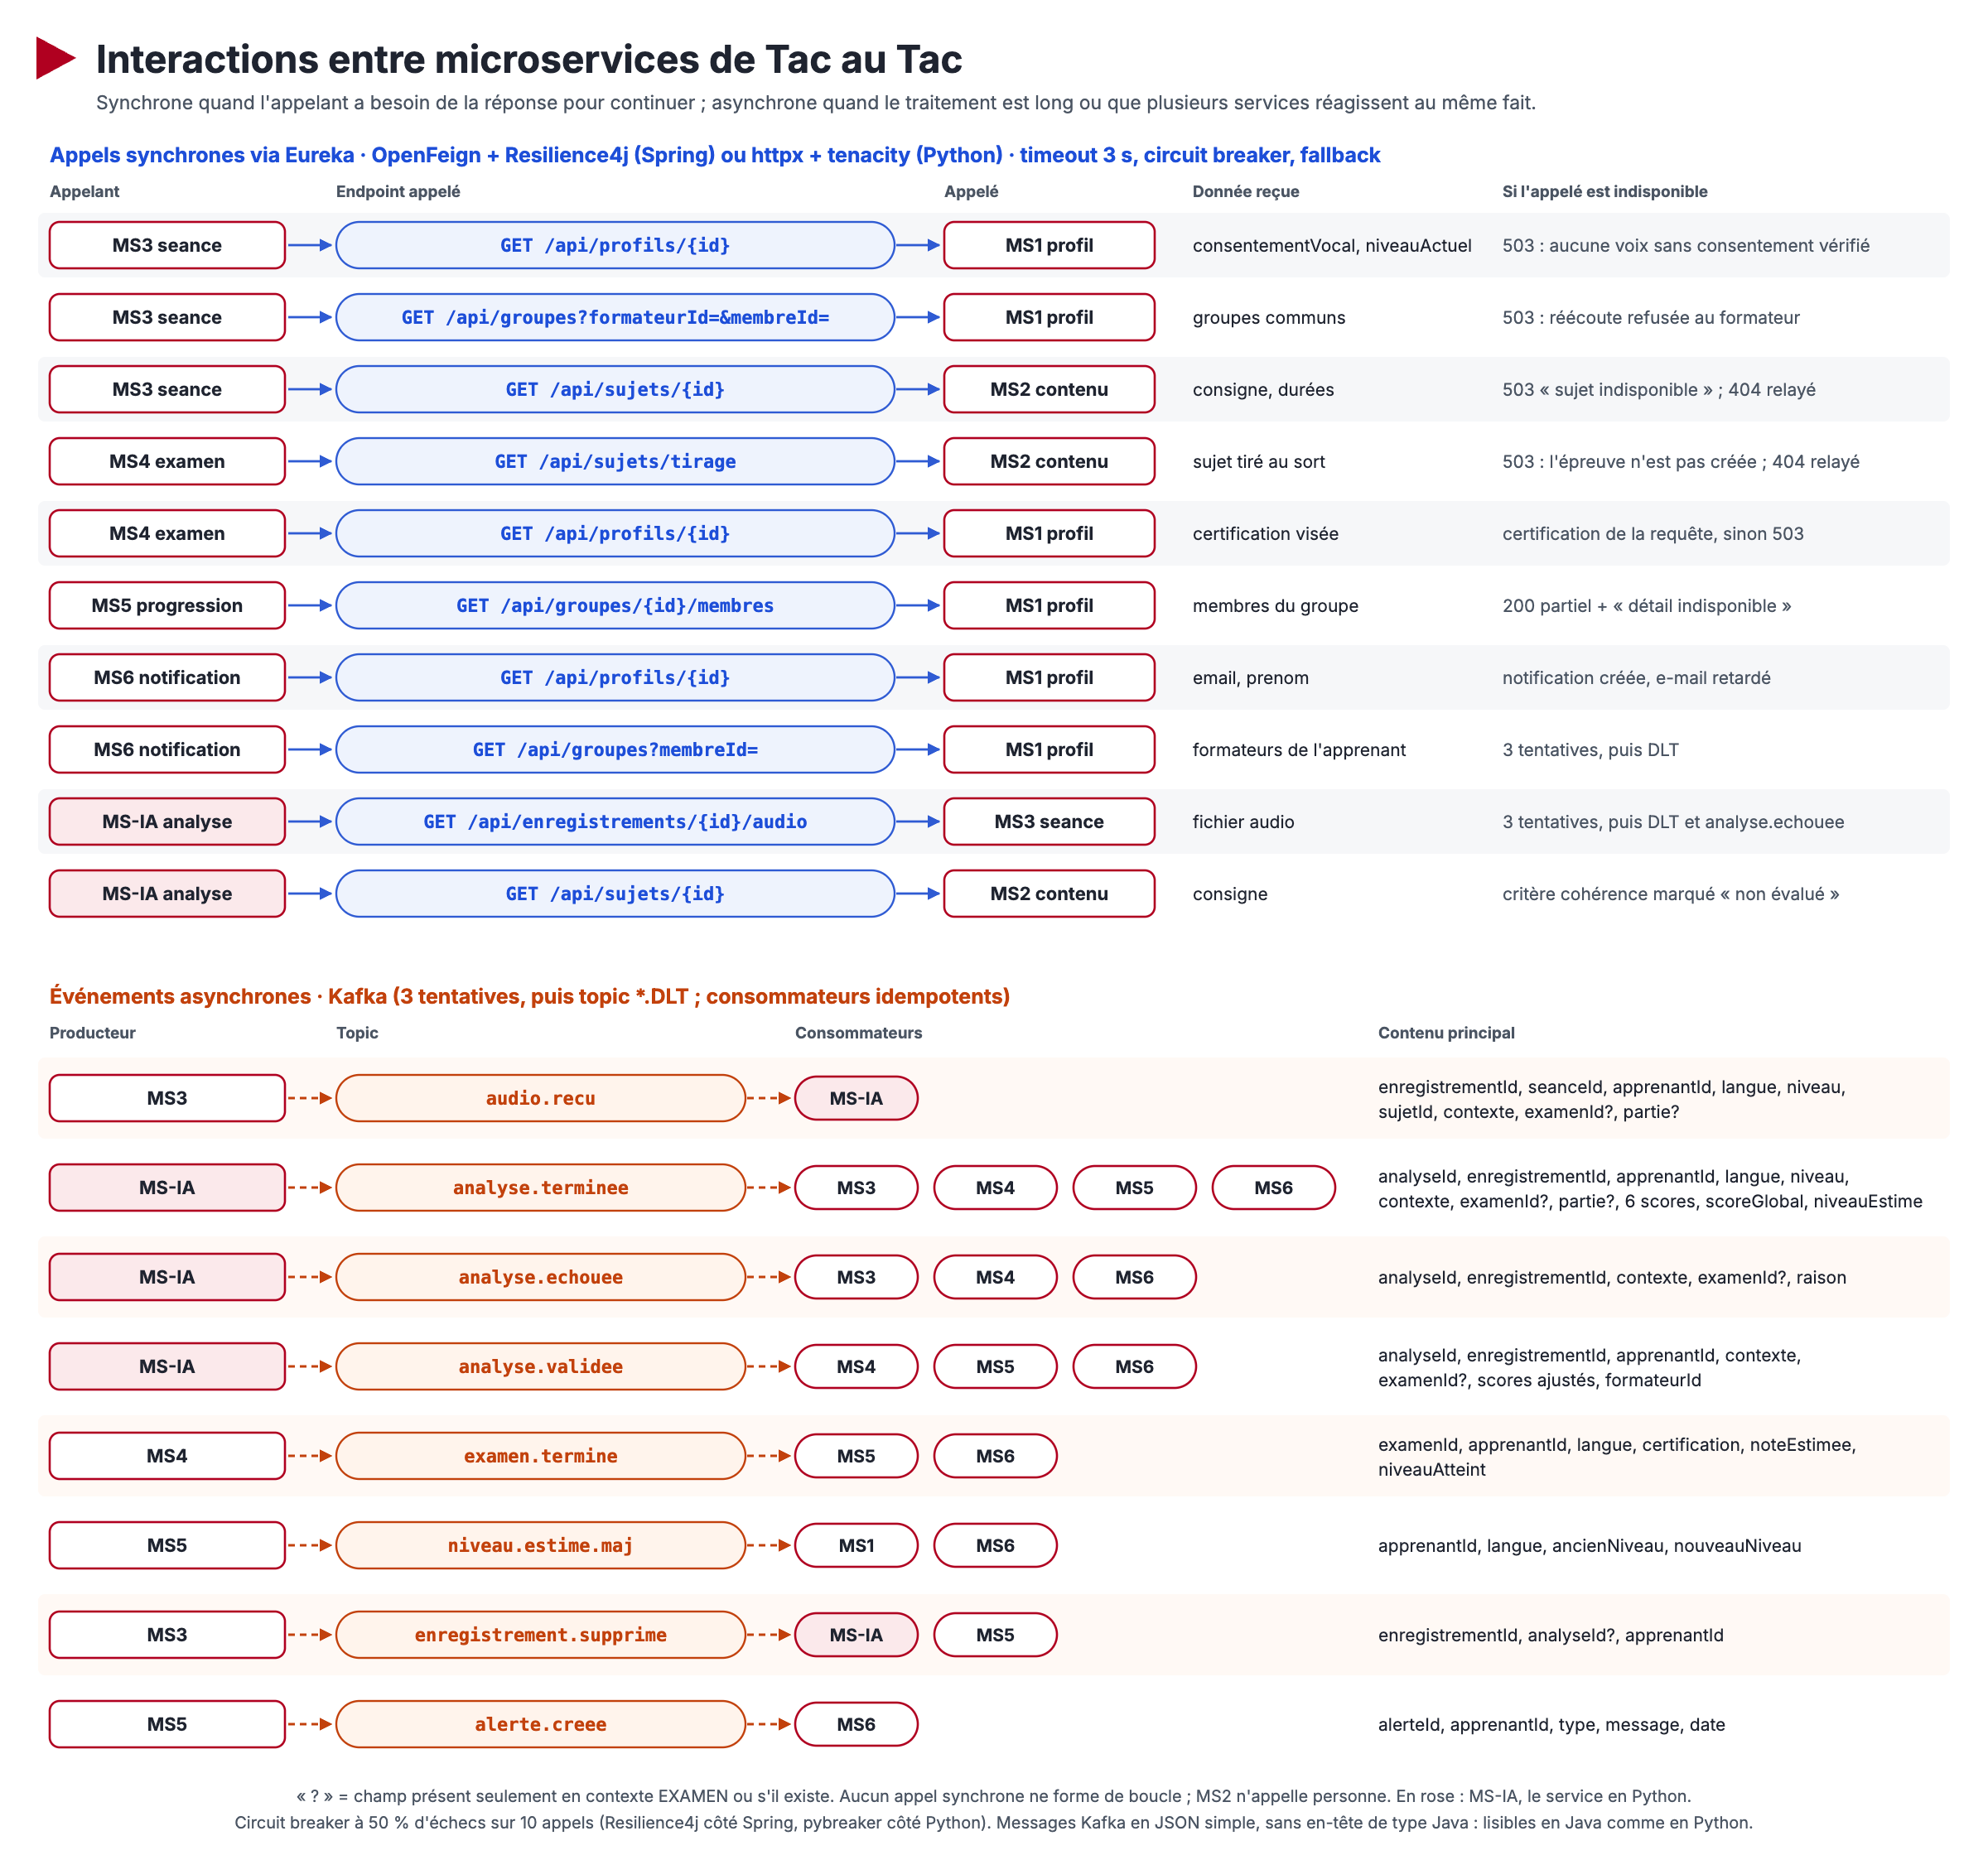 Interactions entre microservices de Tac au Tac
Synchrone quand l'appelant a besoin de la réponse pour continuer ; asynchrone quand le traitement est long ou que plusieurs services réagissent au même fait.
Appels synchrones via Eureka · OpenFeign + Resilience4j (Spring) ou httpx + tenacity (Python) · timeout 3 s, circuit breaker, fallback
Appelant Endpoint appelé Appelé Donnée reçue Si l'appelé est indisponible
MS3 seance GET /api/profils/{id} MS1 profil consentementVocal, niveauActuel 503 : aucune voix sans consentement vérifié
MS3 seance GET /api/groupes?formateurId=&membreId= MS1 profil groupes communs 503 : réécoute refusée au formateur
MS3 seance GET /api/sujets/{id} MS2 contenu consigne, durées 503 « sujet indisponible » ; 404 relayé
MS4 examen GET /api/sujets/tirage MS2 contenu sujet tiré au sort 503 : l'épreuve n'est pas créée ; 404 relayé
MS4 examen GET /api/profils/{id} MS1 profil certification visée certification de la requête, sinon 503
MS5 progression GET /api/groupes/{id}/membres MS1 profil membres du groupe 200 partiel + « détail indisponible »
MS6 notification GET /api/profils/{id} MS1 profil email, prenom notification créée, e-mail retardé
MS6 notification GET /api/groupes?membreId= MS1 profil formateurs de l'apprenant 3 tentatives, puis DLT
MS-IA analyse GET /api/enregistrements/{id}/audio MS3 seance fichier audio 3 tentatives, puis DLT et analyse.echouee
MS-IA analyse GET /api/sujets/{id} MS2 contenu consigne critère cohérence marqué « non évalué »
Événements asynchrones · Kafka (3 tentatives, puis topic *.DLT ; consommateurs idempotents)
Producteur Topic Consommateurs Contenu principal
MS3 audio.recu MS-IA enregistrementId, seanceId, apprenantId, langue, niveau,
sujetId, contexte, examenId?, partie?
MS-IA analyse.terminee MS3 MS4 MS5 MS6 analyseId, enregistrementId, apprenantId, langue, niveau,
contexte, examenId?, partie?, 6 scores, scoreGlobal, niveauEstime
MS-IA analyse.echouee MS3 MS4 MS6 analyseId, enregistrementId, contexte, examenId?, raison
MS-IA analyse.validee MS4 MS5 MS6 analyseId, enregistrementId, apprenantId, contexte,
examenId?, scores ajustés, formateurId
MS4 examen.termine MS5 MS6 examenId, apprenantId, langue, certification, noteEstimee,
niveauAtteint
MS5 niveau.estime.maj MS1 MS6 apprenantId, langue, ancienNiveau, nouveauNiveau
MS3 enregistrement.supprime MS-IA MS5 enregistrementId, analyseId?, apprenantId
MS5 alerte.creee MS6 alerteId, apprenantId, type, message, date
« ? » = champ présent seulement en contexte EXAMEN ou s'il existe. Aucun appel synchrone ne forme de boucle ; MS2 n'appelle personne. En rose : MS-IA, le service en Python.
Circuit breaker à 50 % d'échecs sur 10 appels (Resilience4j côté Spring, pybreaker côté Python). Messages Kafka en JSON simple, sans en-tête de type Java : lisibles en Java comme en Python.